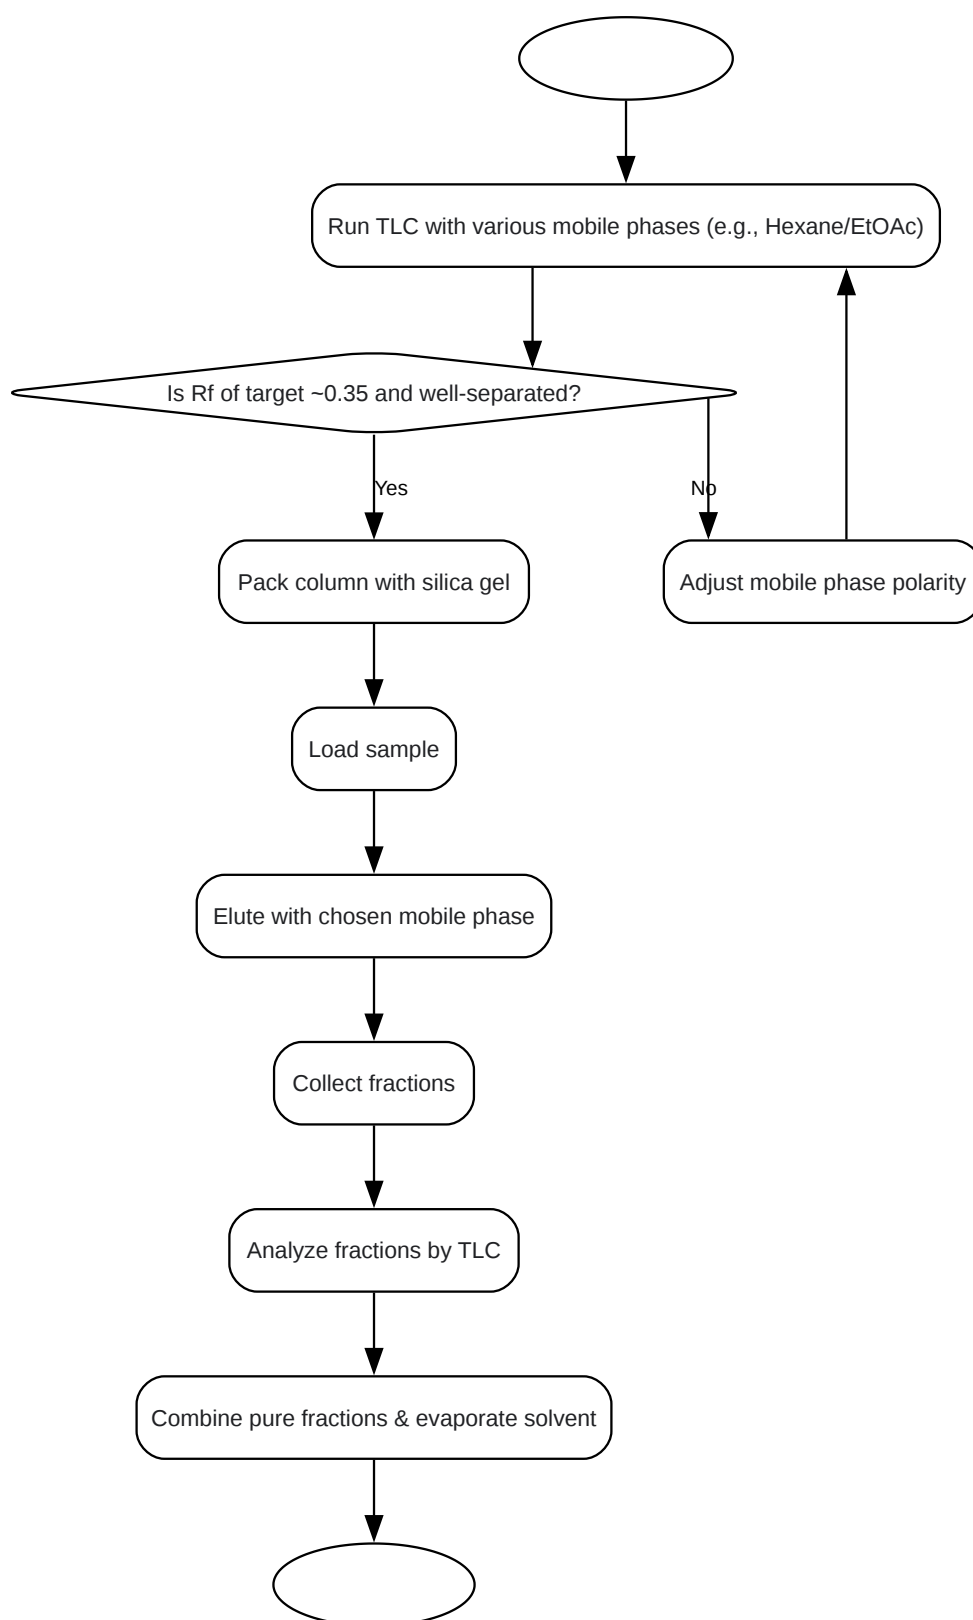 Run TLC with various mobile phases (e.g., Hexane/EtOAc)
Is Rf of target ~0.35 and well-separated?
Yes
No
Pack column with silica gel
Adjust mobile phase polarity
Load sample
Elute with chosen mobile phase
Collect fractions
Analyze fractions by TLC
Combine pure fractions & evaporate solvent